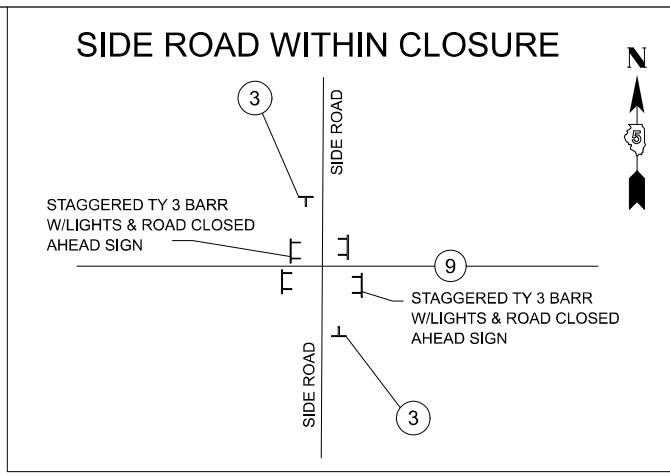 SIDE ROAD WITHIN CLOSURE
N
5
3
SIDE ROAD
STAGGERED TY 3 BARR
W/LIGHTS & ROAD CLOSED
AHEAD SIGN
9
STAGGERED TY 3 BARR
W/LIGHTS & ROAD CLOSED
AHEAD SIGN
SIDE ROAD
3